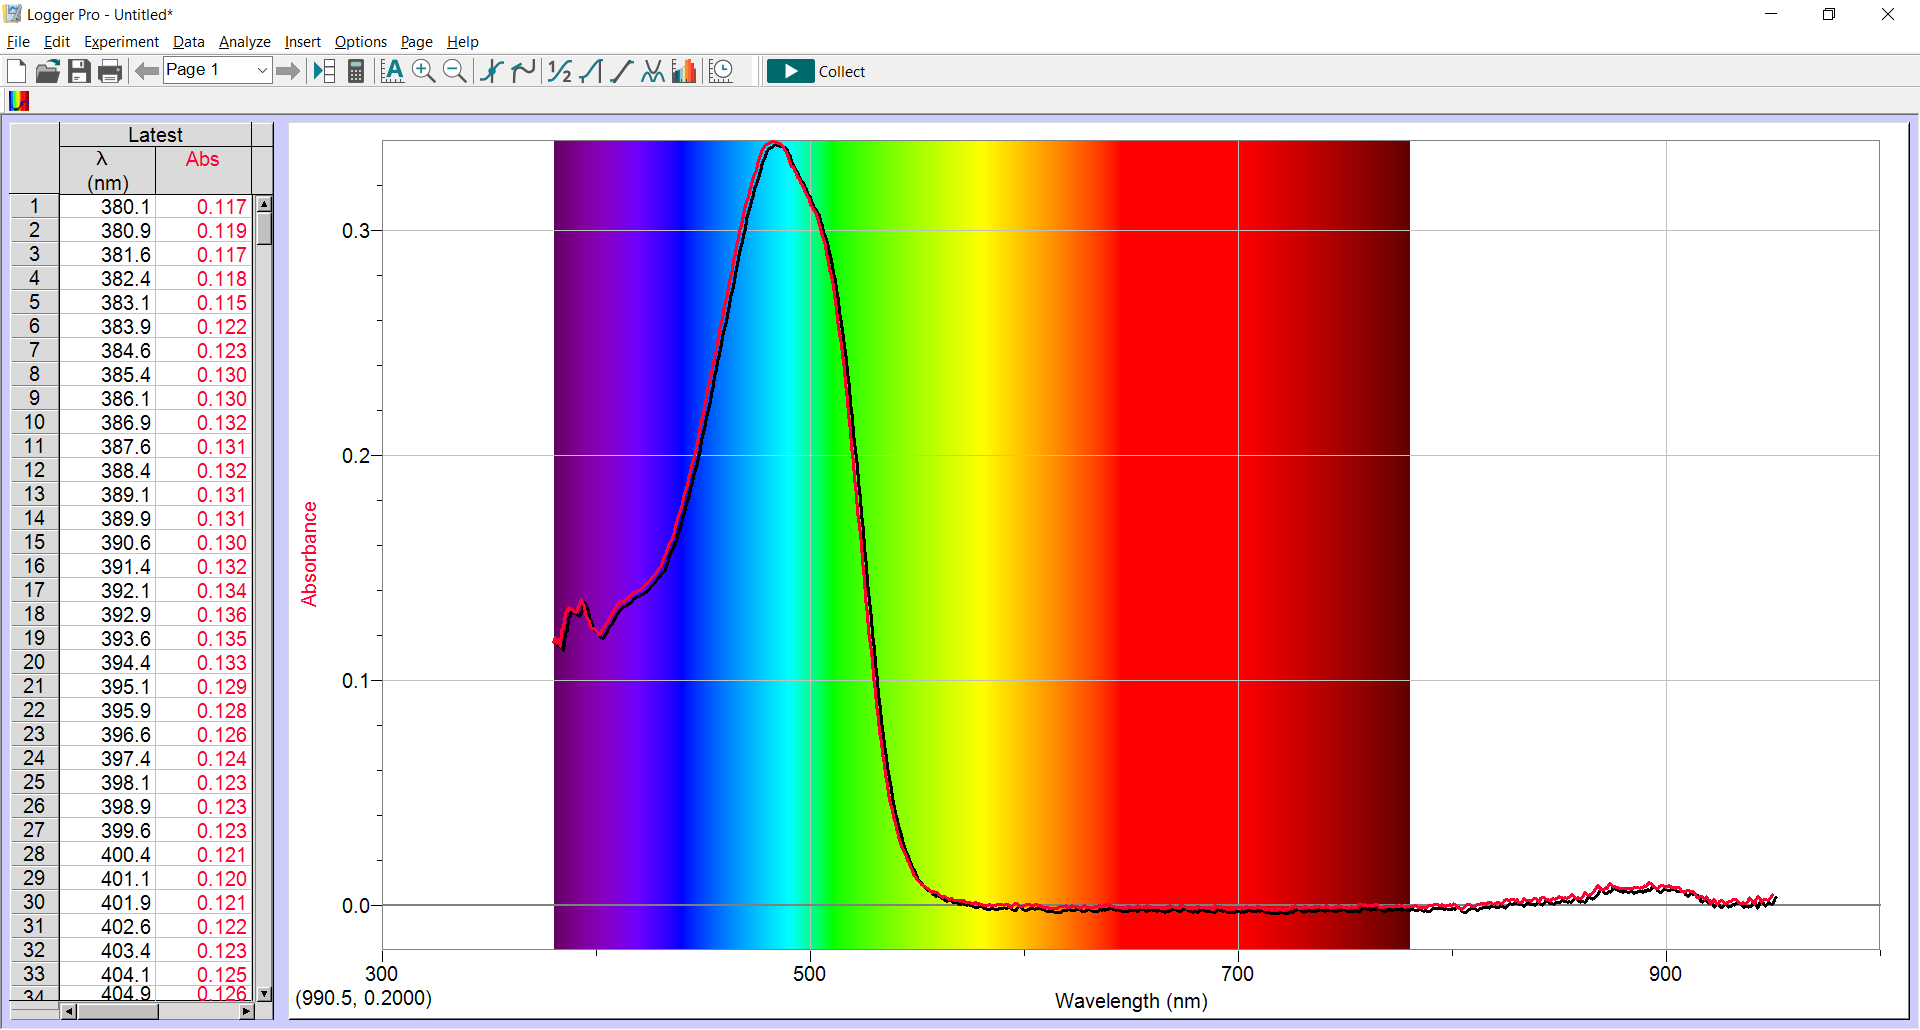 Logger Pro - Untitled*
File Edit Experiment Data Analyze Insert Options Page Help
Page 1
Collect
Latest
λ Abs
(nm)
1 380.1 0.117
2 380.9 0.119
3 381.6 0.117
4 382.4 0.118
5 383.1 0.115
6 383.9 0.122
7 384.6 0.123
8 385.4 0.130
9 386.1 0.130
10 386.9 0.132
11 387.6 0.131
12 388.4 0.132
13 389.1 0.131
14 389.9 0.131
15 390.6 0.130
16 391.4 0.132
17 392.1 0.134
18 392.9 0.136
19 393.6 0.135
20 394.4 0.133
21 395.1 0.129
22 395.9 0.128
23 396.6 0.126
24 397.4 0.124
25 398.1 0.123
26 398.9 0.123
27 399.6 0.123
28 400.4 0.121
29 401.1 0.120
30 401.9 0.121
31 402.6 0.122
32 403.4 0.123
33 404.1 0.125
34 404.9 0.126
Absorbance
0.3
0.2
0.1
0.0
300 500 700 900
(990.5, 0.2000)
Wavelength (nm)